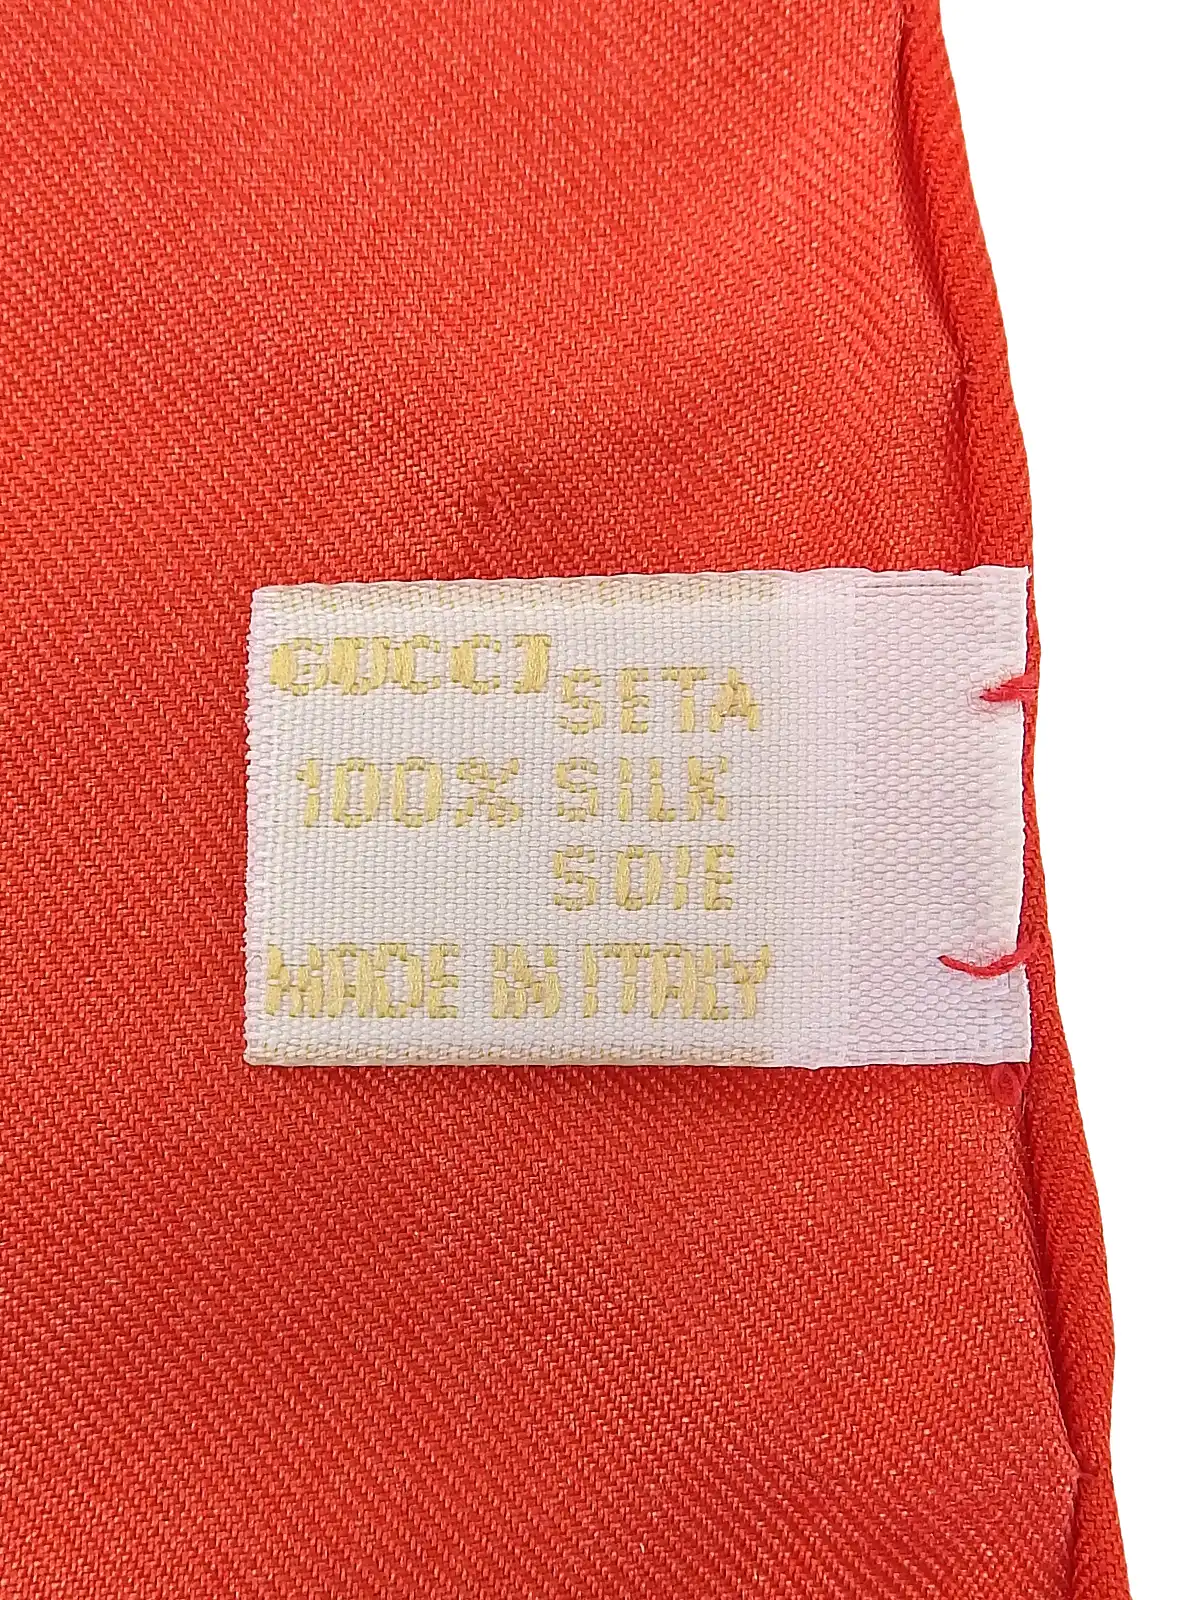 GUCCI SETA
100% SILK
SOIE
MADE IN ITALY